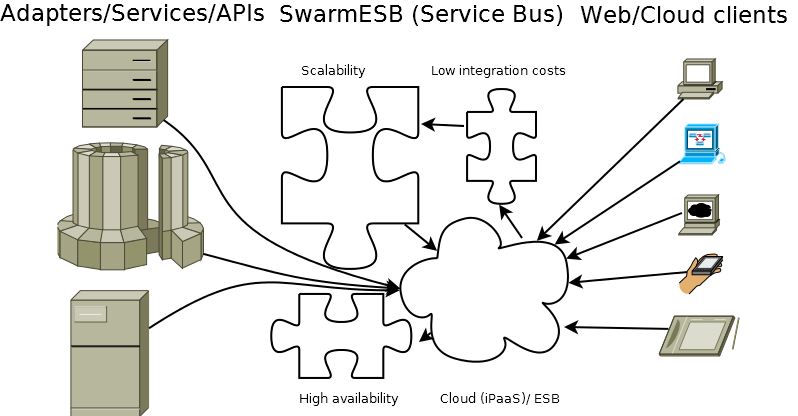 Adapters/Services/APIs SwarmESB (Service Bus) Web/Cloud clients
Scalability Low integration costs
High availability Cloud (iPaaS)/ ESB